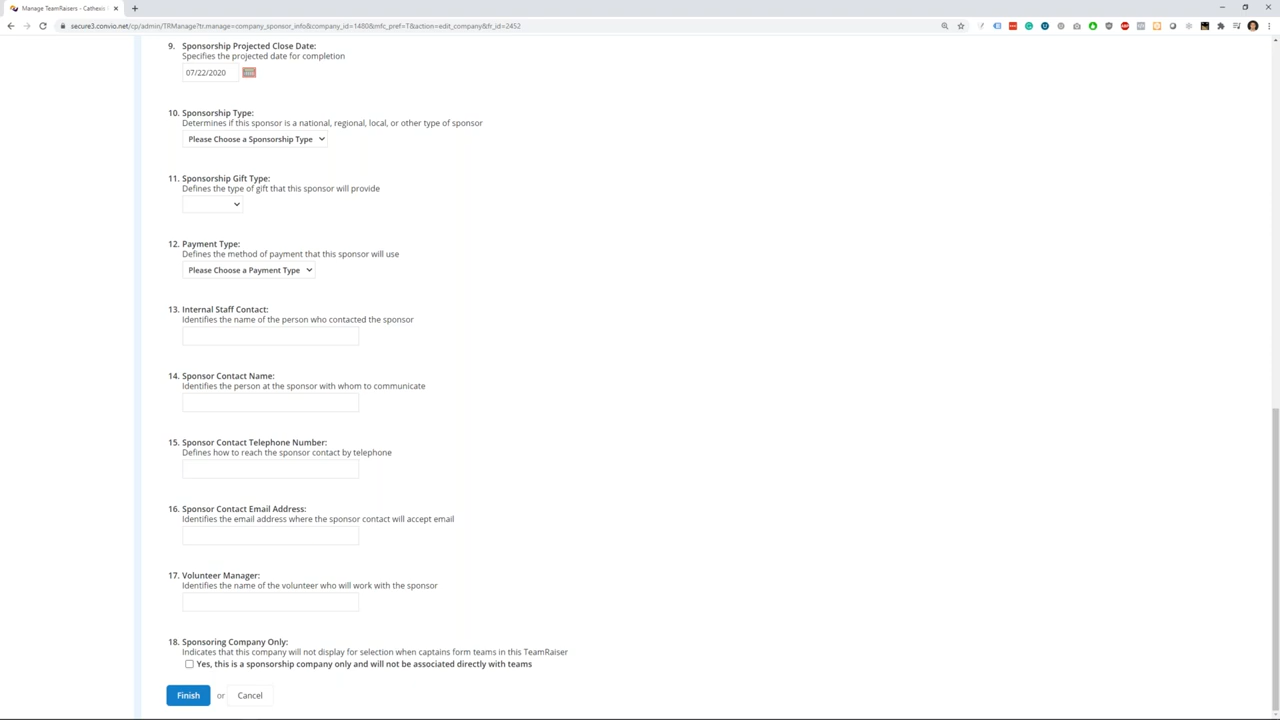 Manage TeamRaisers - Cathexis
secure3.convio.net/cp/admin/TRManage?tr.manage=company_sponsor_info&company_id=1480&mfc_pref=T&action=edit_company&fr_id=2452
9. Sponsorship Projected Close Date:
Specifies the projected date for completion
07/22/2020
10. Sponsorship Type:
Determines if this sponsor is a national, regional, local, or other type of sponsor
Please Choose a Sponsorship Type
11. Sponsorship Gift Type:
Defines the type of gift that this sponsor will provide
12. Payment Type:
Defines the method of payment that this sponsor will use
Please Choose a Payment Type
13. Internal Staff Contact:
Identifies the name of the person who contacted the sponsor
14. Sponsor Contact Name:
Identifies the person at the sponsor with whom to communicate
15. Sponsor Contact Telephone Number:
Defines how to reach the sponsor contact by telephone
16. Sponsor Contact Email Address:
Identifies the email address where the sponsor contact will accept email
17. Volunteer Manager:
Identifies the name of the volunteer who will work with the sponsor
18. Sponsoring Company Only:
Indicates that this company will not display for selection when captains form teams in this TeamRaiser
Yes, this is a sponsorship company only and will not be associated directly with teams
Finish or Cancel